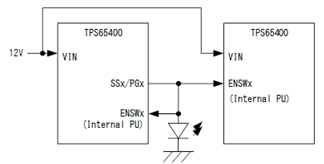 TPS65400
TPS65400
12V
VIN
VIN
SSx/PGx
ENSWx
(Internal PU)
ENSWx
(Internal PU)